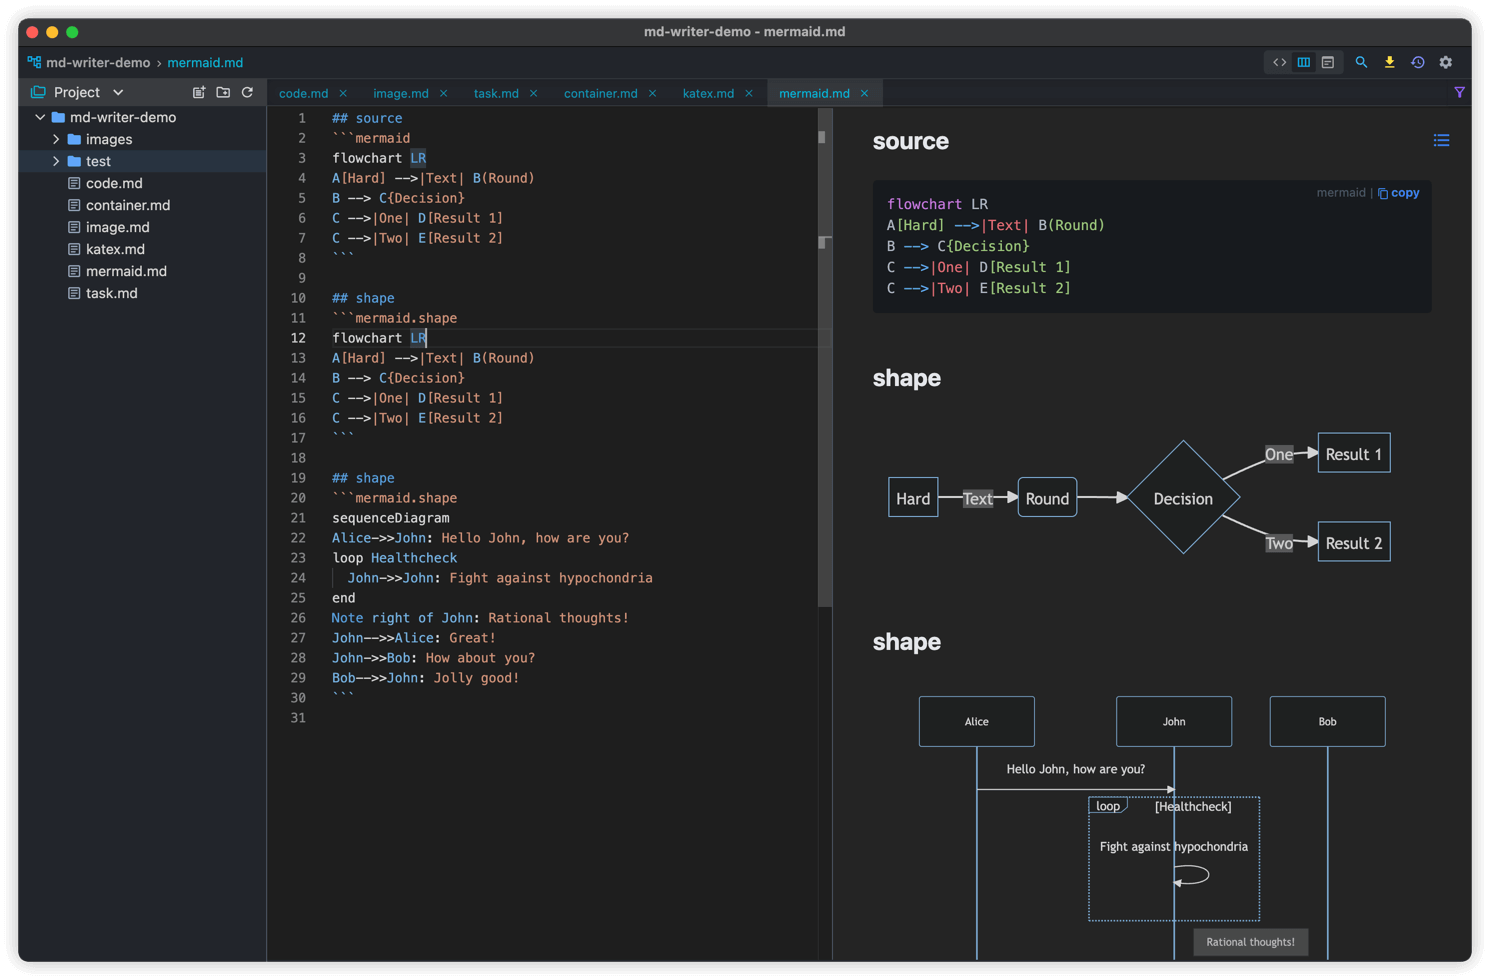 md-writer-demo - mermaid.md
md-writer-demo › mermaid.md
Project
md-writer-demo
images
test
code.md
container.md
image.md
katex.md
mermaid.md
task.md
code.md × image.md × task.md × container.md × katex.md × mermaid.md ×
1 ## source
2 ```mermaid
3 flowchart LR
4 A[Hard] -->|Text| B(Round)
5 B --> C{Decision}
6 C -->|One| D[Result 1]
7 C -->|Two| E[Result 2]
8 ```
9
10 ## shape
11 ```mermaid.shape
12 flowchart LR
13 A[Hard] -->|Text| B(Round)
14 B --> C{Decision}
15 C -->|One| D[Result 1]
16 C -->|Two| E[Result 2]
17 ```
18
19 ## shape
20 ```mermaid.shape
21 sequenceDiagram
22 Alice->>John: Hello John, how are you?
23 loop Healthcheck
24 John->>John: Fight against hypochondria
25 end
26 Note right of John: Rational thoughts!
27 John-->>Alice: Great!
28 John->>Bob: How about you?
29 Bob-->>John: Jolly good!
30 ```
31
source
mermaid | copy
flowchart LR
A[Hard] -->|Text| B(Round)
B --> C{Decision}
C -->|One| D[Result 1]
C -->|Two| E[Result 2]
shape
Hard
Text
Round
Decision
One
Result 1
Two
Result 2
shape
Alice
John
Bob
Hello John, how are you?
loop
[Healthcheck]
Fight against hypochondria
Rational thoughts!